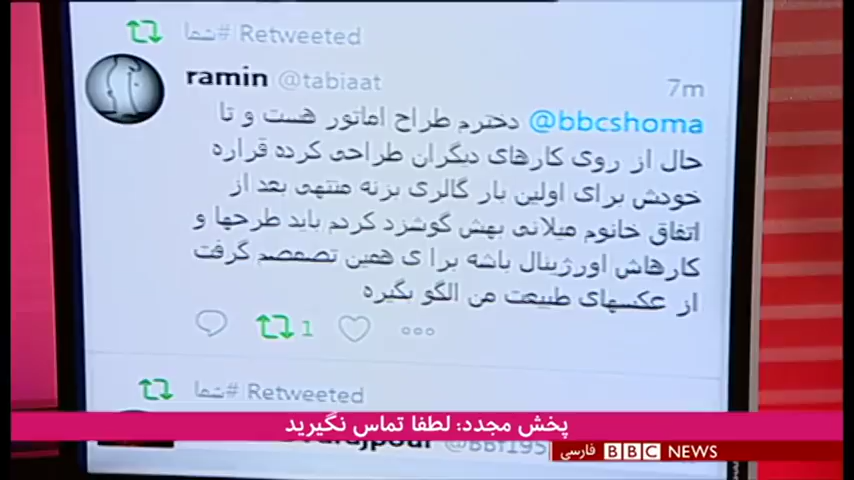 شما# Retweeted
ramin @tabiaat 7m
@bbcshoma دخترم طراح اماتور هست و تا
حال از روی کارهای دیگران طراحی کرده قراره
خودش برای اولین بار گالری بزنه منتهی بعد از
اتفاق خانوم میلانی بهش گوشزد کردم باید طرحها و
کارهاش اورژینال باشه برا ی همین تصمصم گرفت
از عکسهای طبیعت من الگو بگیره
1
شما# Retweeted
پخش مجدد: لطفا تماس نگیرید
BBC NEWS فارسی